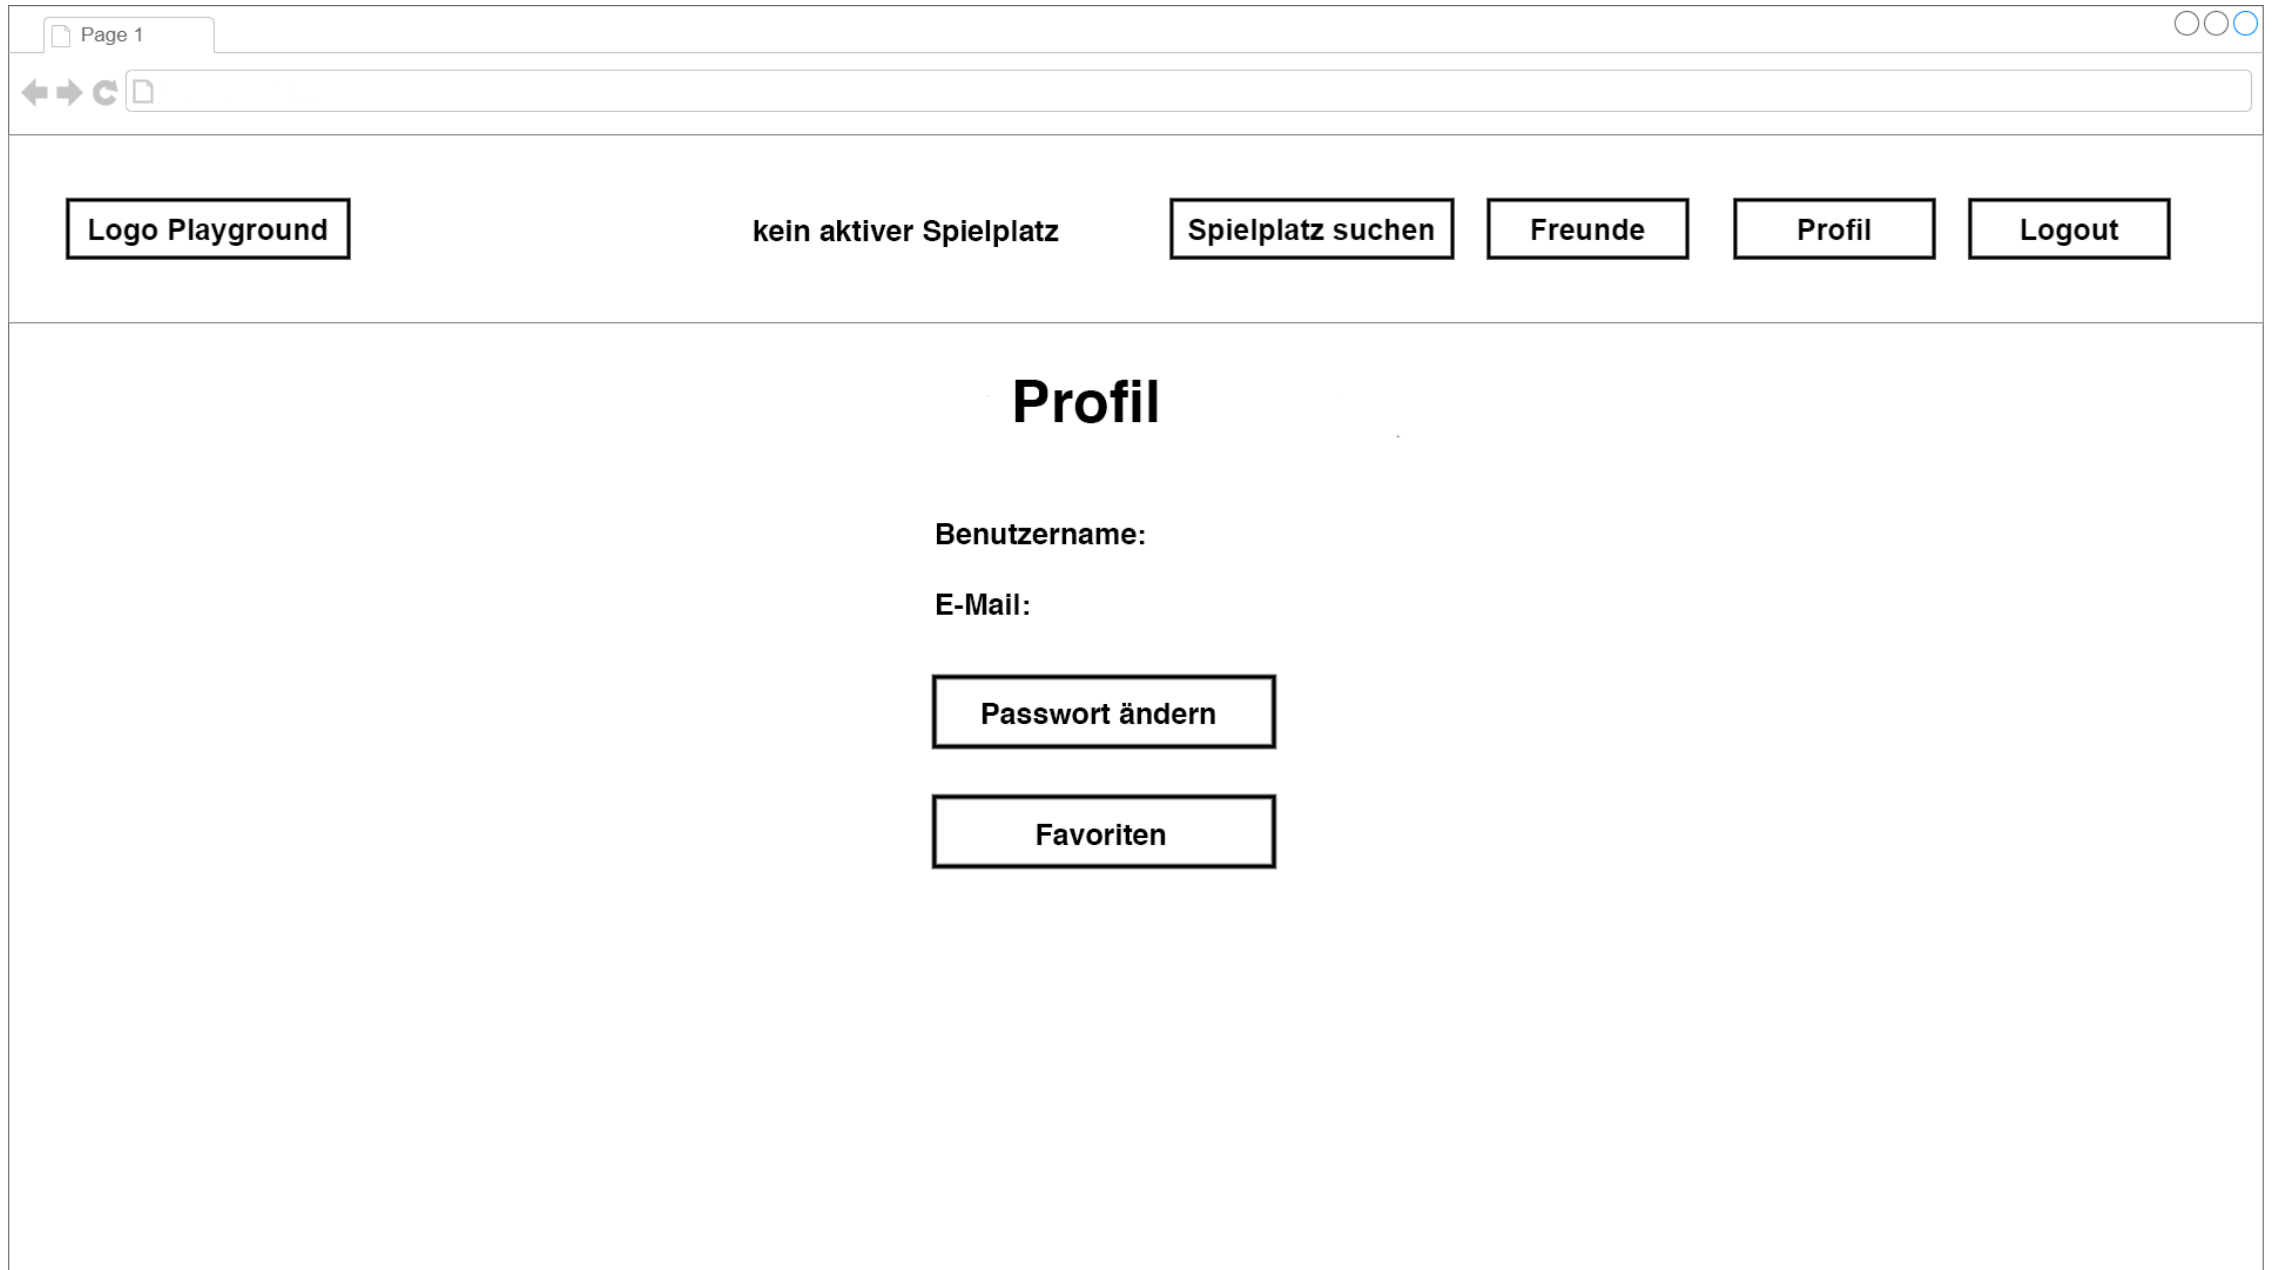 Page 1
Logo Playground
kein aktiver Spielplatz
Spielplatz suchen
Freunde
Profil
Logout
Profil
Benutzername:
E-Mail:
Passwort ändern
Favoriten